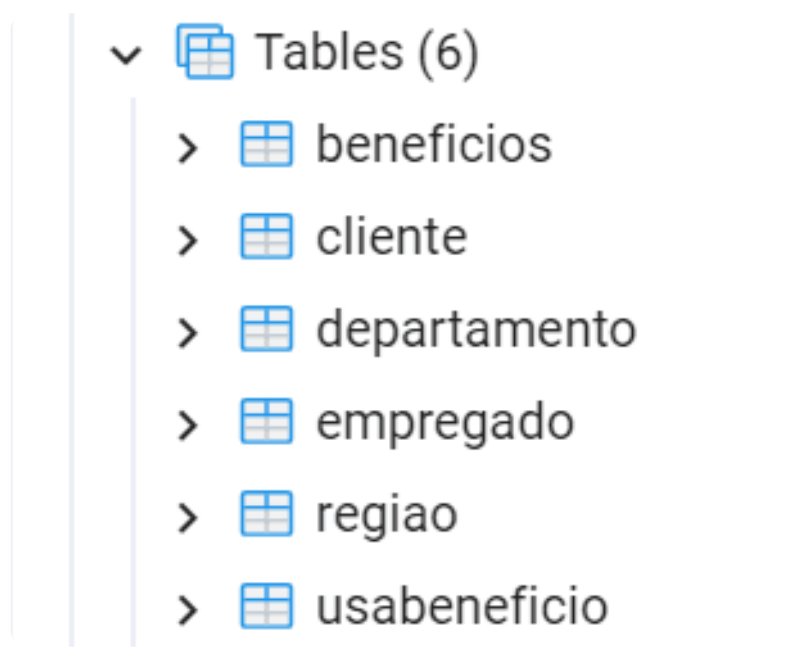 Tables (6)
beneficios
cliente
departamento
empregado
regiao
usabeneficio